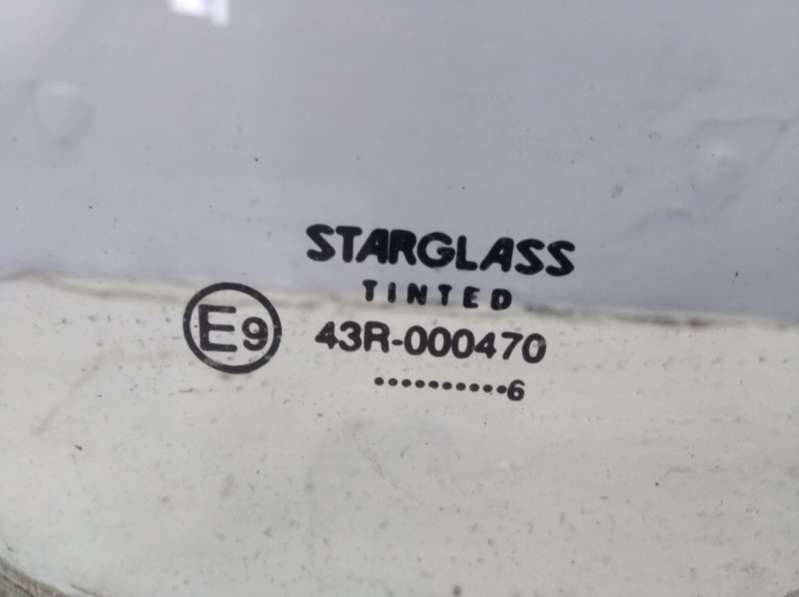 STARGLASS
TINTED
E9 43R-000470
..........6